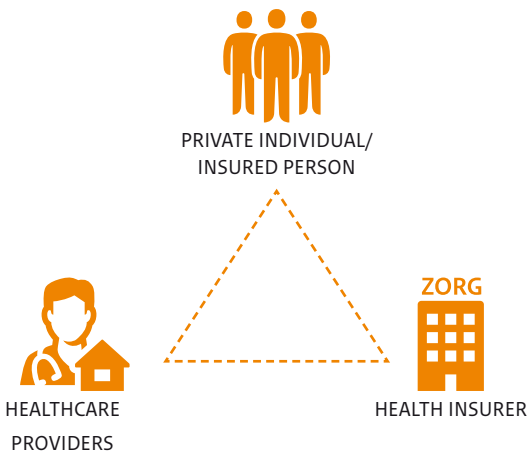 PRIVATE INDIVIDUAL/
INSURED PERSON
ZORG
HEALTHCARE
PROVIDERS
HEALTH INSURER